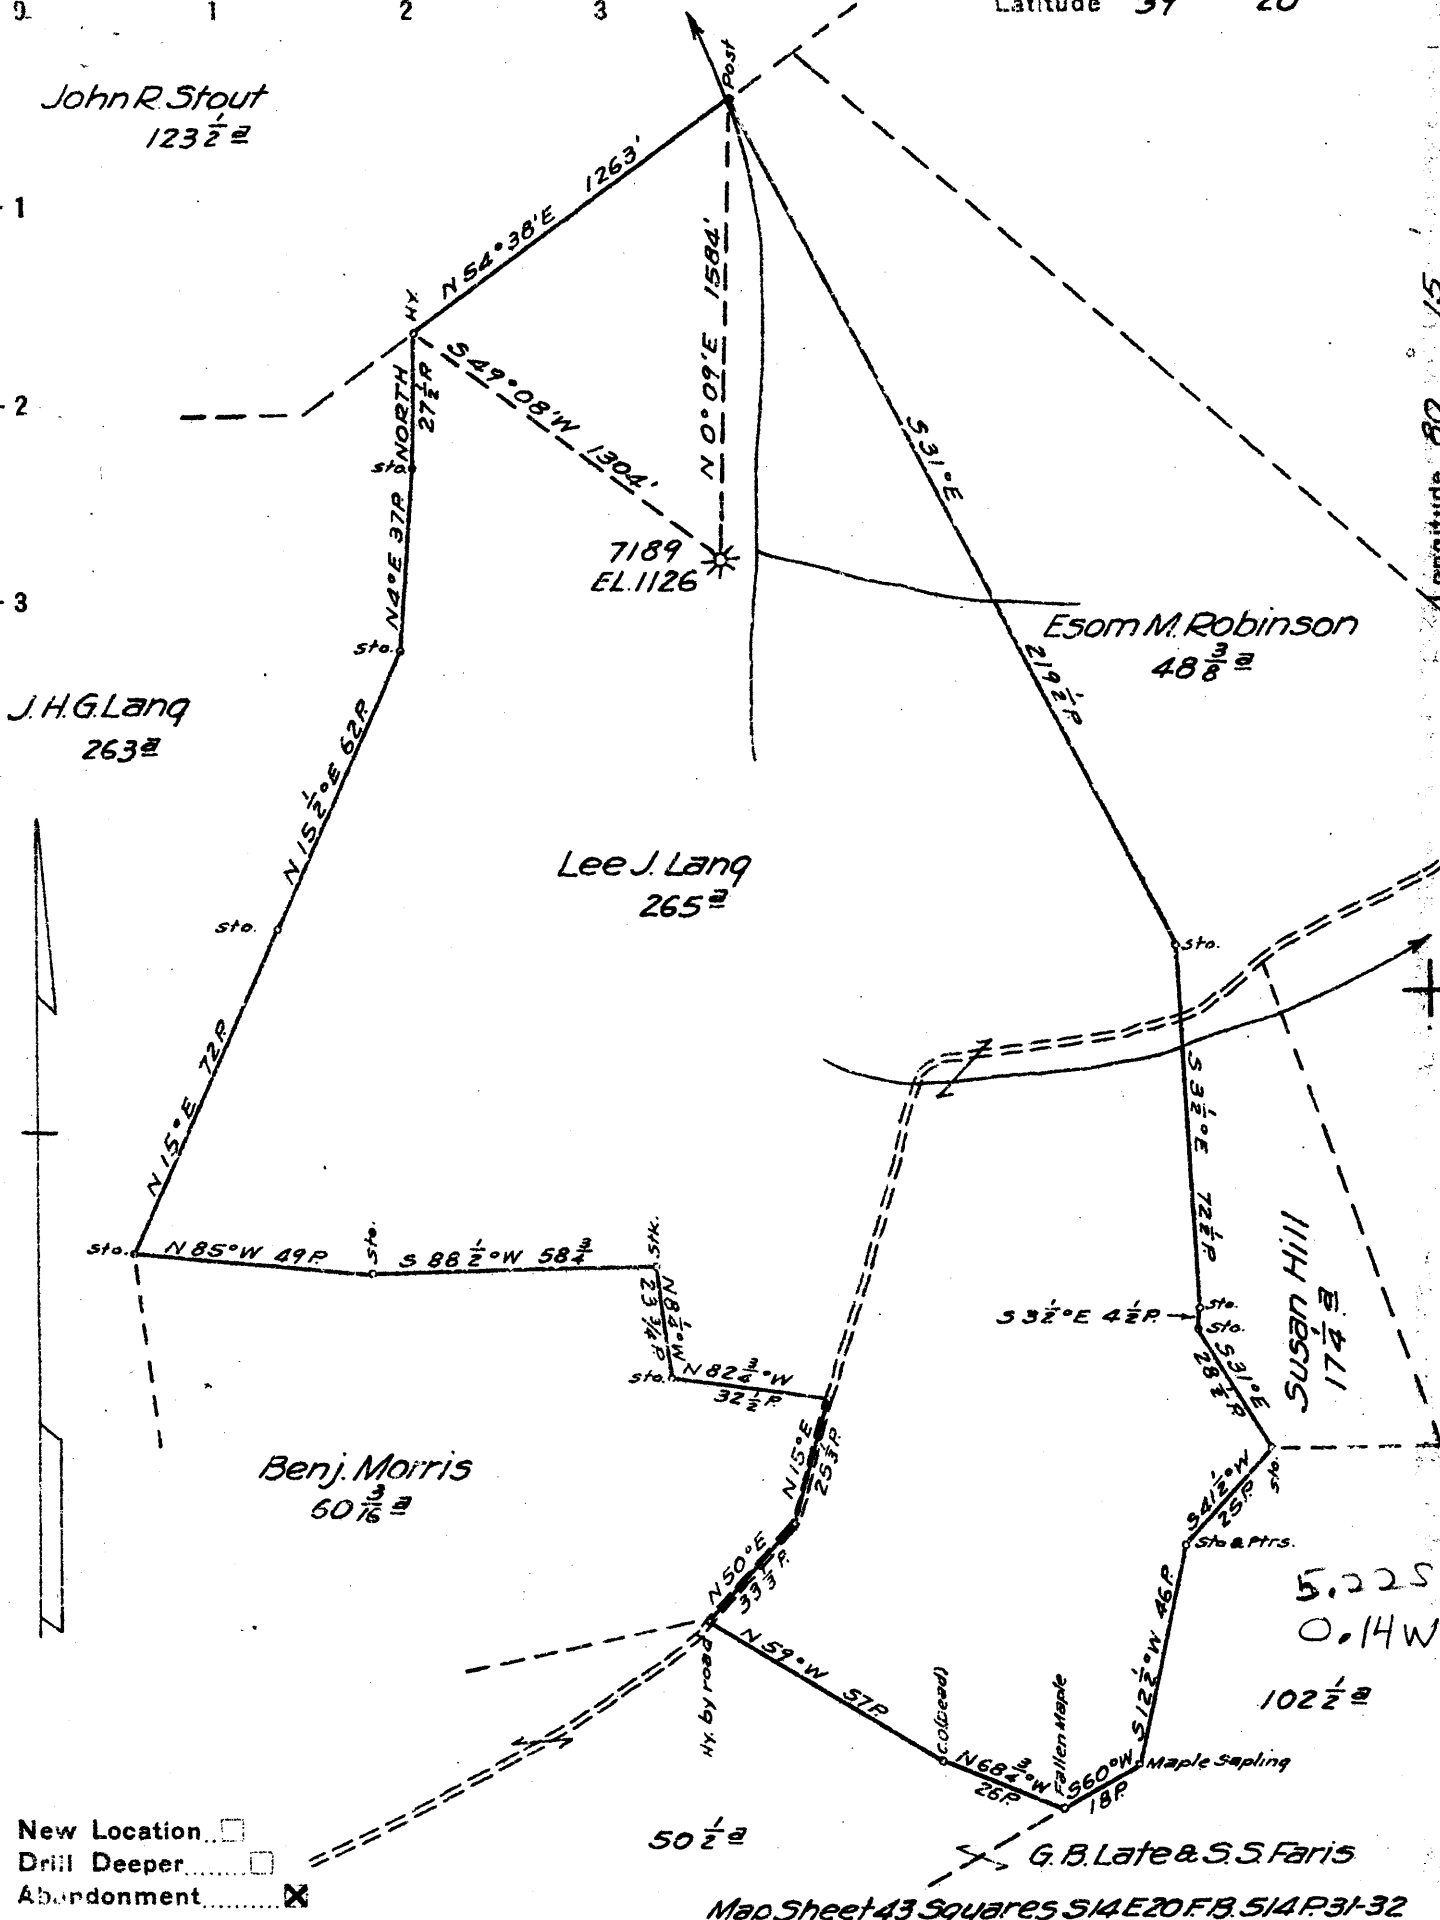 0 1 2 3
Latitude 39 20
Post
John R. Stout
123 1/2 a
1
N 54°38'E 1263'
N 0°09'E 1584'
Longitude 80 15
HY.
S 49°08'W 1304'
2
NORTH
27 1/2 P.
sto.
S 31°E
219 1/2 P.
N 4°E 37P.
7189
EL. 1126
3
Esom M. Robinson
48 3/8 a
sto.
J. H. G. Lang
263 a
N 15 1/2°E 62P.
Lee J. Lang
265 a
sto.
sto.
N 15°E 72P.
S 3 1/2°E 72 1/2 P.
sto.
N 85°W 49P.
sto.
S 88 1/2°W 58 3/4
Stk.
N 8 1/4°W
23 3/4 P
sto.
S 3 1/2°E 4 1/2 P.
sto.
sto.
Susan Hill
174 1/4 a
N 82 3/4°W
32 1/2 P.
S 31°E
N 15°E
Benj. Morris
60 3/16 a
sto.
S 41 1/2°W
25P.
Sto & Ptrs.
N 50°E
33 1/3 P.
5.22S
0.14W
S 12 1/2°W 46P.
Hy. by road
N 59°W 57P.
C.O. (Dead)
Fallen Maple
102 1/2 a
N 68 3/4°W
26P.
S 60°W
18P.
Maple Sapling
New Location
Drill Deeper
Abandonment
50 1/2 a
G. B. Late & S. S. Faris
Map Sheet 43 Squares S14 E20 F.B. 514 P. 31-32